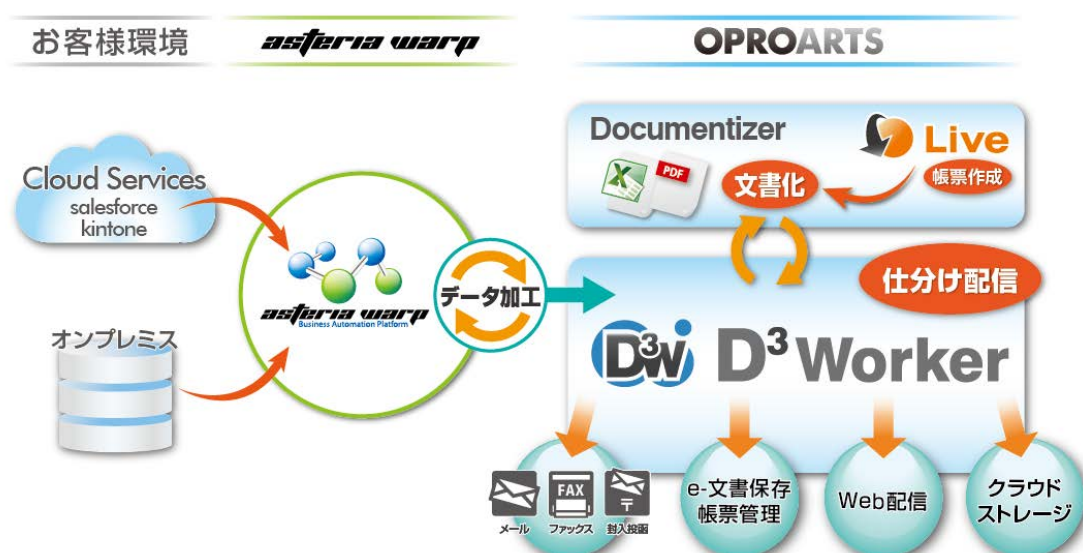 お客様環境
asteria warp
OPROARTS
Cloud Services
salesforce
kintone
オンプレミス
asteria warp
Business Automation Platform
データ加工
Documentizer
X
PDF
文書化
Live
帳票作成
仕分け配信
D3W
D³ Worker
メール
FAX
ファックス
〒
封入投函
e-文書保存
帳票管理
Web配信
クラウド
ストレージ